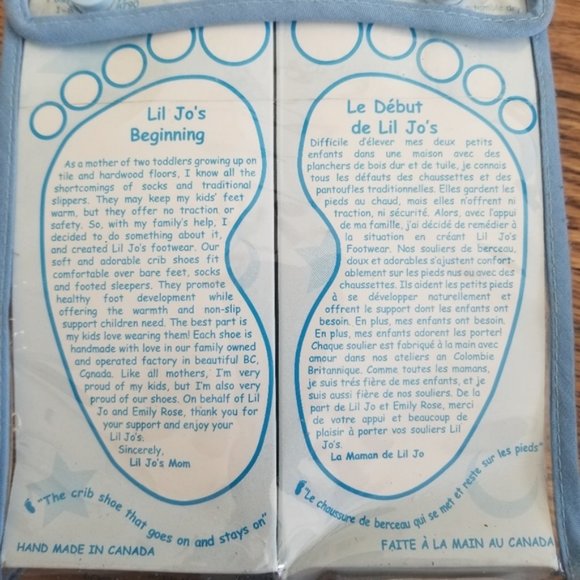 Lil Jo's
Beginning
As a mother of two toddlers growing up on
tile and hardwood floors, I know all the
shortcomings of socks and traditional
slippers. They may keep my kids' feet
warm, but they offer no traction or
safety. So, with my family's help, I
decided to do something about it,
and created Lil Jo's footwear. Our
soft and adorable crib shoes fit
comfortable over bare feet, socks
and footed sleepers. They promote
healthy foot development while
offering the warmth and non-slip
support children need. The best part is
my kids love wearing them! Each shoe is
handmade with love in our family owned
and operated factory in beautiful BC,
Canada. Like all mothers, I'm very
proud of my kids, but I'm also very
proud of our shoes. On behalf of Lil
Jo and Emily Rose, thank you for
your support and enjoy your
Lil Jo's.
Sincerely,
Lil Jo's Mom
"The crib shoe that goes on and stays on"
HAND MADE IN CANADA
Le Début
de Lil Jo's
Difficile d'élever mes deux petits
enfants dans une maison avec des
planchers de bois dur et de tuile, je connais
tous les défauts des chaussettes et des
pantoufles traditionnelles. Elles gardent les
pieds au chaud, mais elles n'offrent ni
traction, ni sécurité. Alors, avec l'appui
de ma famille, j'ai décidé de remédier à
la situation en créant Lil Jo's
Footwear. Nos souliers de berceau,
doux et adorables s'ajustent confort-
ablement sur les pieds nus ou avec des
chaussettes. Ils aident les petits pieds
à se développer naturellement et
offrent le support dont les enfants ont
besoin. En plus, mes enfants ont besoin.
En plus, mes enfants adorent les porter!
Chaque soulier est fabriqué à la main avec
amour dans nos ateliers an Colombie
Britannique. Comme toutes les mamans,
je suis trés fière de mes enfants, et je
suis aussi fière de nos souliers. De la
part de Lil Jo et Emily Rose, merci
de votre appui et beaucoup de
plaisir à porter vos souliers Lil
Jo's.
La Maman de Lil Jo
"Le chaussure de berceau qui se met et reste sur les pieds"
FAITE À LA MAIN AU CANADA